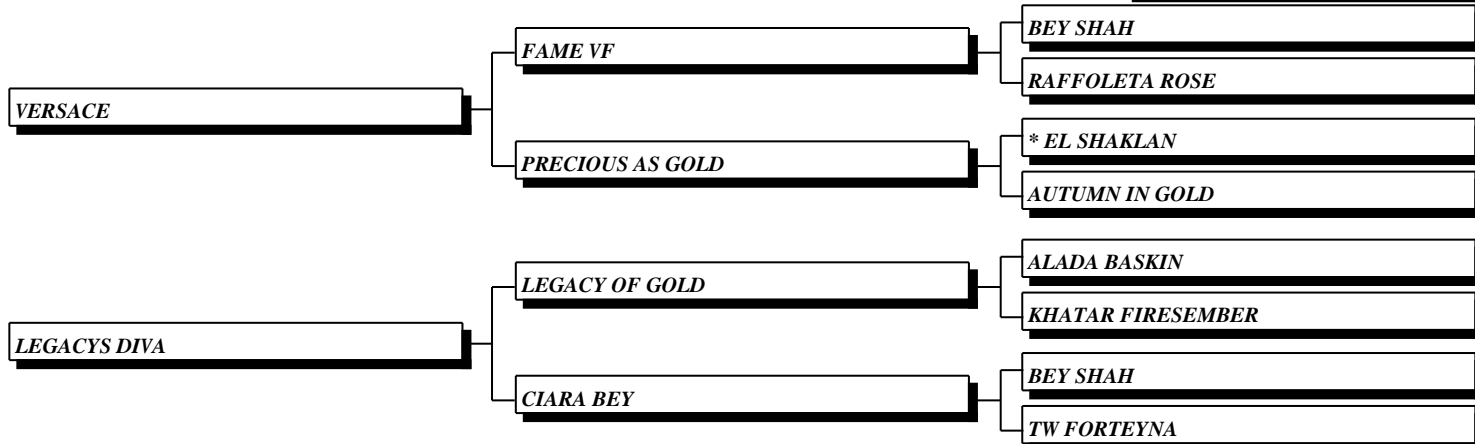 BEY SHAH
FAME VF
RAFFOLETA ROSE
VERSACE
* EL SHAKLAN
PRECIOUS AS GOLD
AUTUMN IN GOLD
ALADA BASKIN
LEGACY OF GOLD
KHATAR FIRESEMBER
LEGACYS DIVA
BEY SHAH
CIARA BEY
TW FORTEYNA